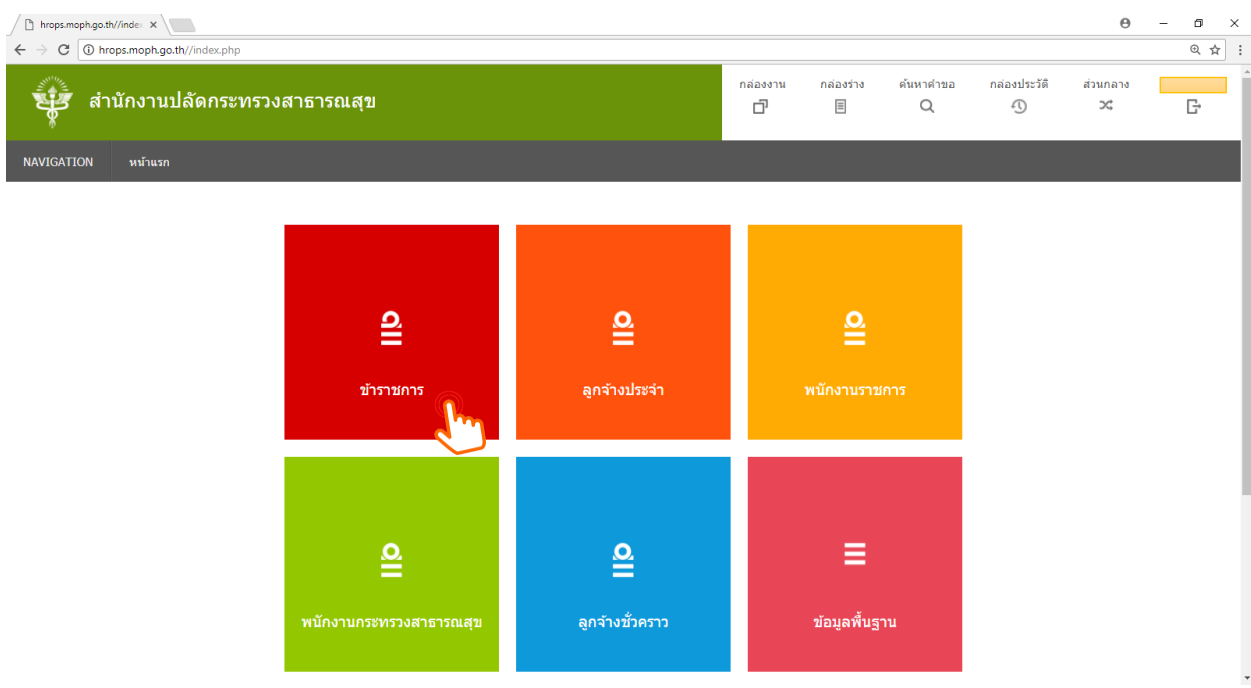 hrops.moph.go.th//index
hrops.moph.go.th//index.php
สำนักงานปลัดกระทรวงสาธารณสุข
กล่องงาน กล่องร่าง ค้นหาคำขอ กล่องประวัติ ส่วนกลาง
NAVIGATION หน้าแรก
ข้าราชการ ลูกจ้างประจำ พนักงานราชการ
พนักงานกระทรวงสาธารณสุข ลูกจ้างชั่วคราว ข้อมูลพื้นฐาน